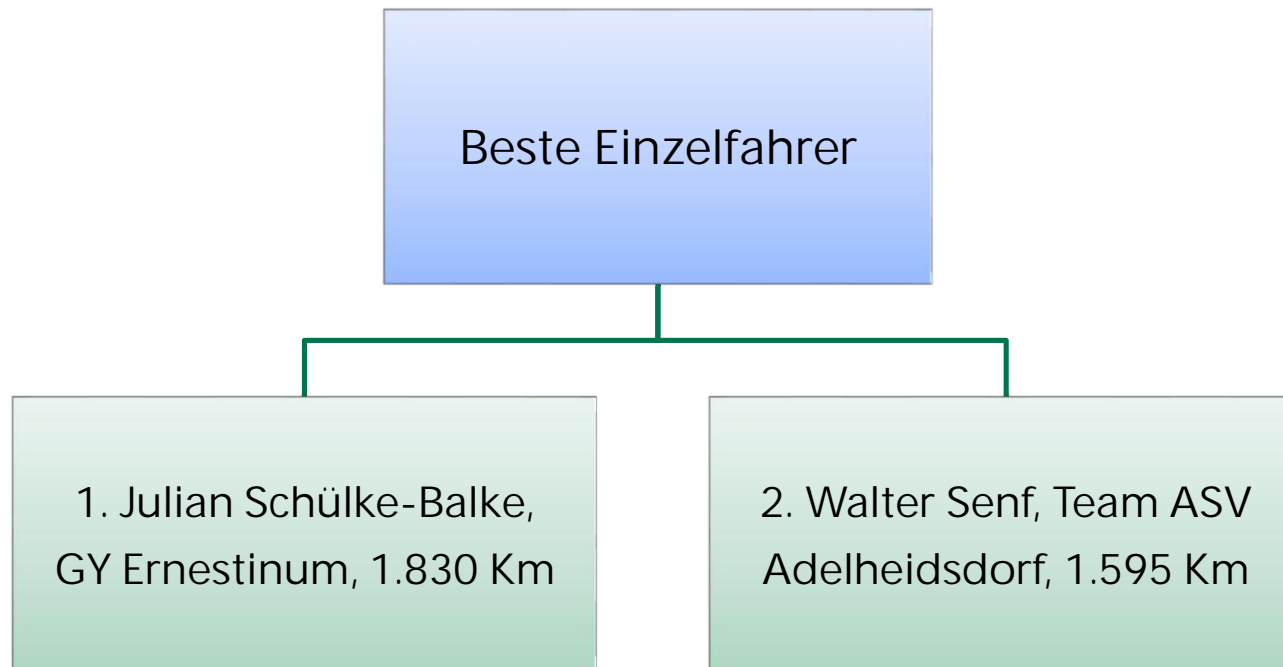 Beste Einzelfahrer
1. Julian Schülke-Balke,
GY Ernestinum, 1.830 Km
2. Walter Senf, Team ASV
Adelheidsdorf, 1.595 Km